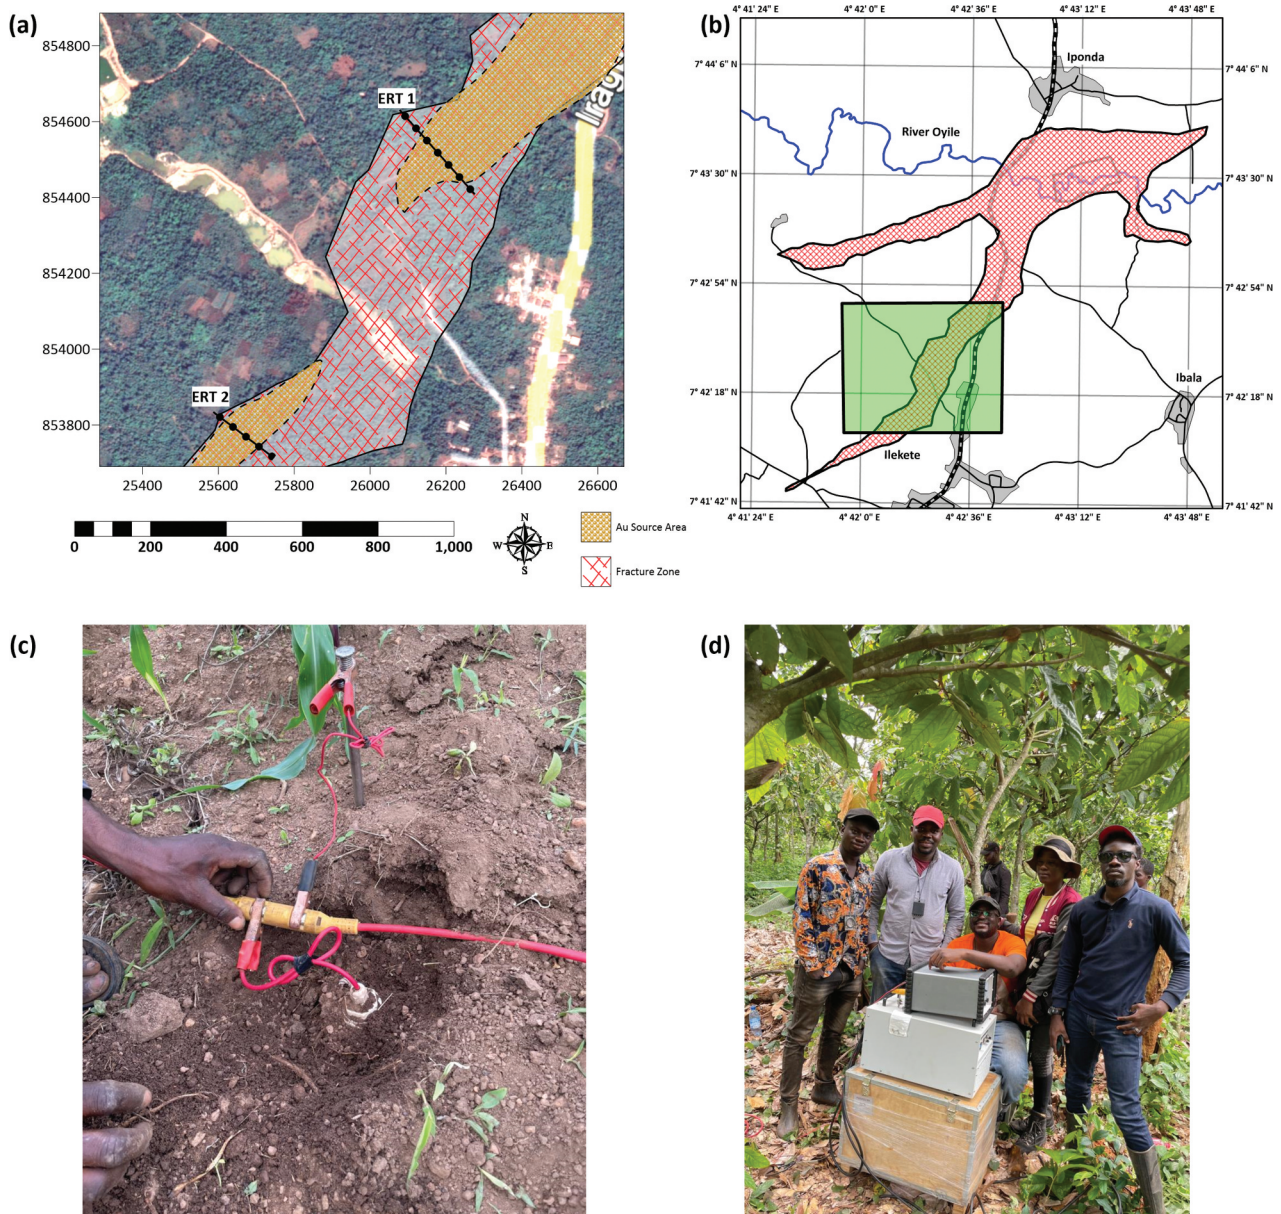 (a)
854800
854600
854400
854200
854000
853800
ERT 1
ERT 2
Irag
25400 25600 25800 26000 26200 26400 26600
0 200 400 600 800 1,000
N
W E
S
Au Source Area
Fracture Zone
(b)
4° 41' 24" E 4° 42' 0" E 4° 42' 36" E 4° 43' 12" E 4° 43' 48" E
7° 44' 6" N 7° 44' 6" N
7° 43' 30" N 7° 43' 30" N
7° 42' 54" N 7° 42' 54" N
7° 42' 18" N 7° 42' 18" N
7° 41' 42" N 7° 41' 42" N
4° 41' 24" E 4° 42' 0" E 4° 42' 36" E 4° 43' 12" E 4° 43' 48" E
Iponda
River Oyile
Ibala
Ilekete
(c)
(d)